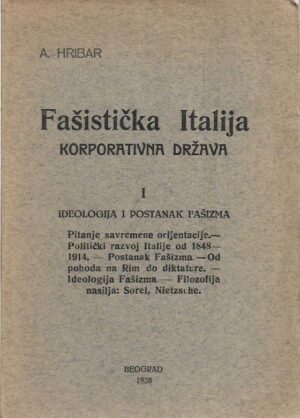 A. HRIBAR
Fašistička Italija
KORPORATIVNA DRŽAVA
I
IDEOLOGIJA I POSTANAK FAŠIZMA
Pitanje savremene orijentacije.—
Politički razvoj Italije od 1848—
1914. — Postanak Fašizma. — Od
pohoda na Rim do diktature. —
Ideologija Fašizma — Filozofija
nasilja: Sorel, Nietzsche.
BEOGRAD
1938